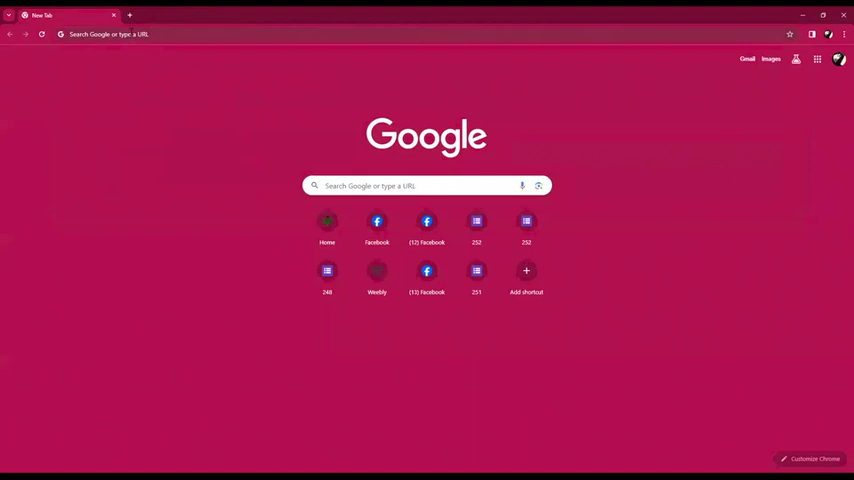 New Tab
Search Google or type a URL
Gmail Images
Google
Search Google or type a URL
Home Facebook (12) Facebook 252 252
248 Weebly (13) Facebook 251 Add shortcut
Customize Chrome